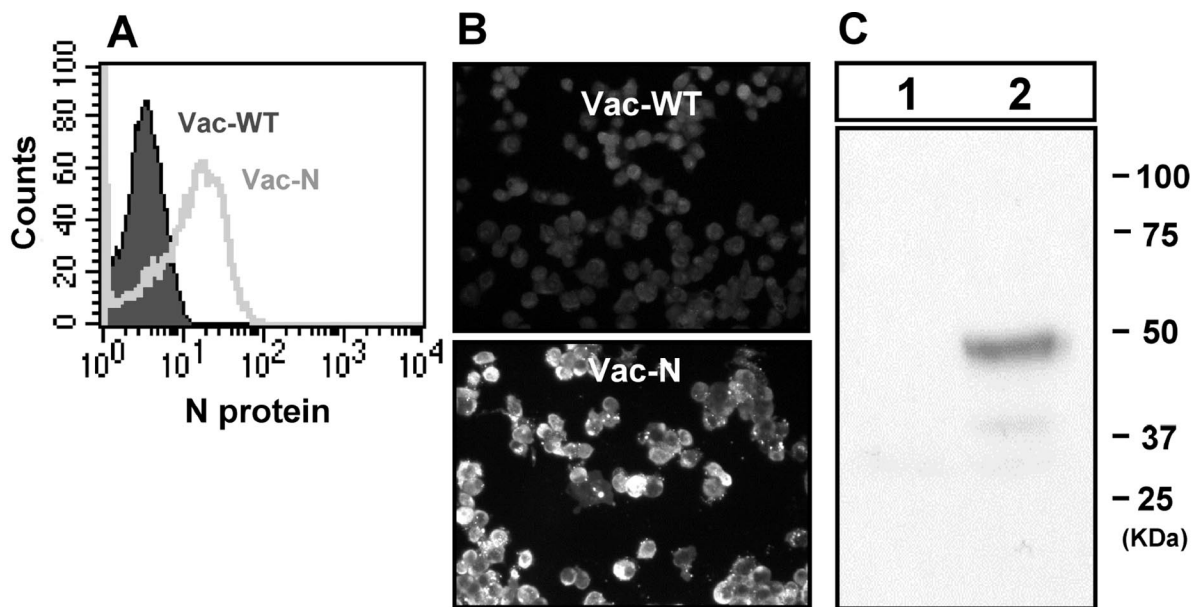 A
100
80
60
40
20
0
Counts
Vac-WT
Vac-N
10^0 10^1 10^2 10^3 10^4
N protein
B
Vac-WT
Vac-N
C
1 2
- 100
- 75
- 50
- 37
- 25
(KDa)